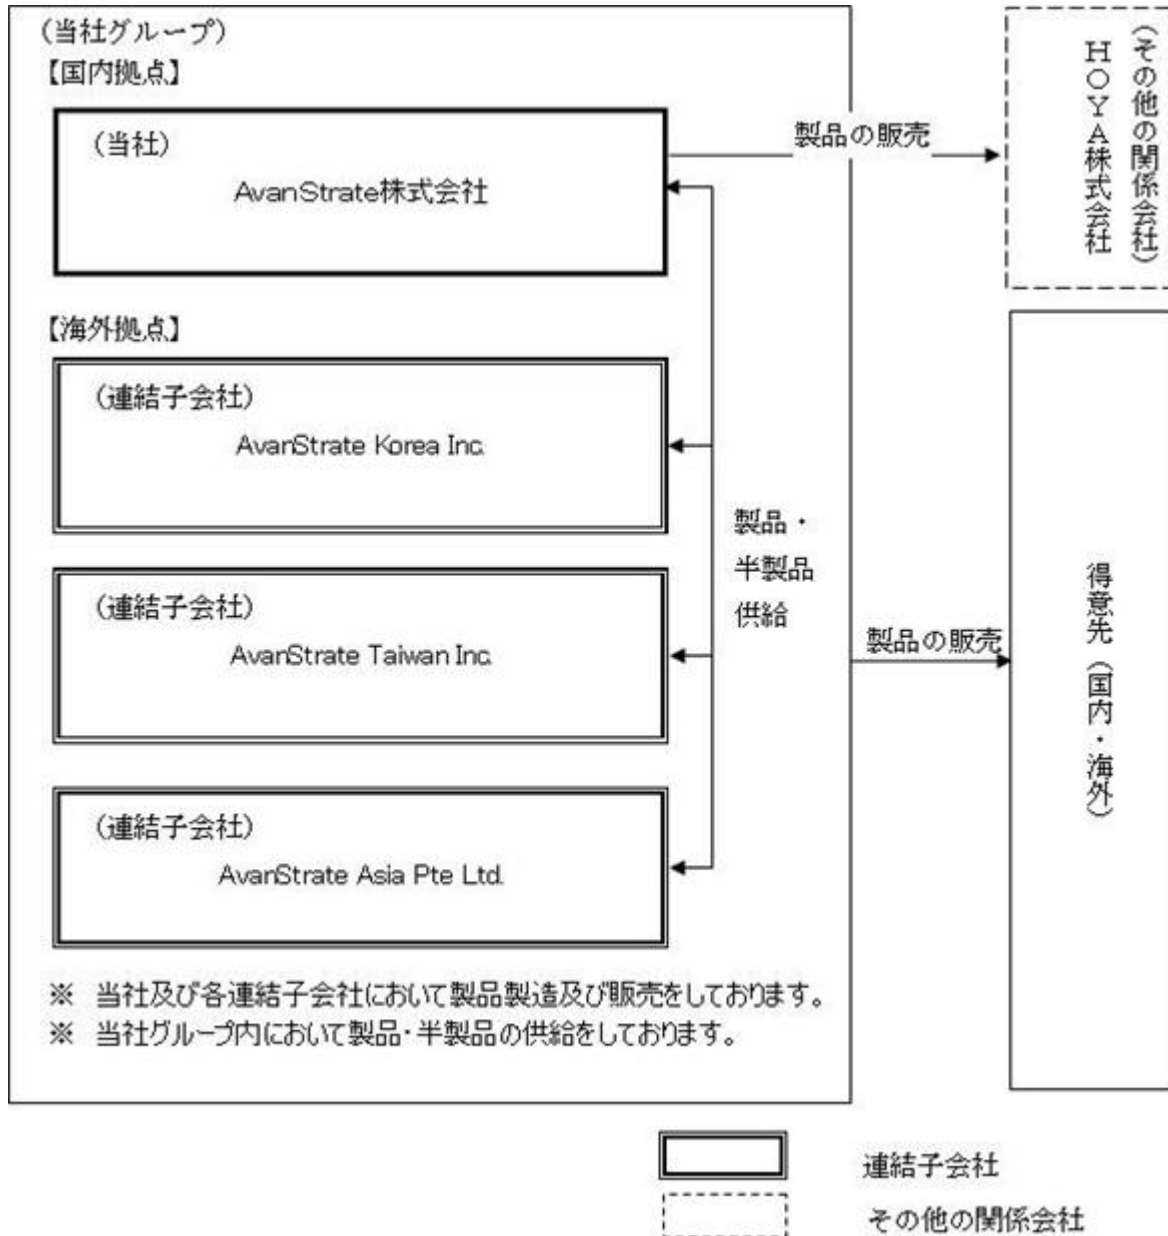 (当社グループ)
【国内拠点】
(当社)
AvanStrate株式会社
製品の販売
(その他の関係会社)
HOYA株式会社
【海外拠点】
(連結子会社)
AvanStrate Korea Inc.
(連結子会社)
AvanStrate Taiwan Inc.
(連結子会社)
AvanStrate Asia Pte Ltd.
製品・
半製品
供給
製品の販売
得意先(国内・海外)
※ 当社及び各連結子会社において製品製造及び販売をしております。
※ 当社グループ内において製品・半製品の供給をしております。
連結子会社
その他の関係会社